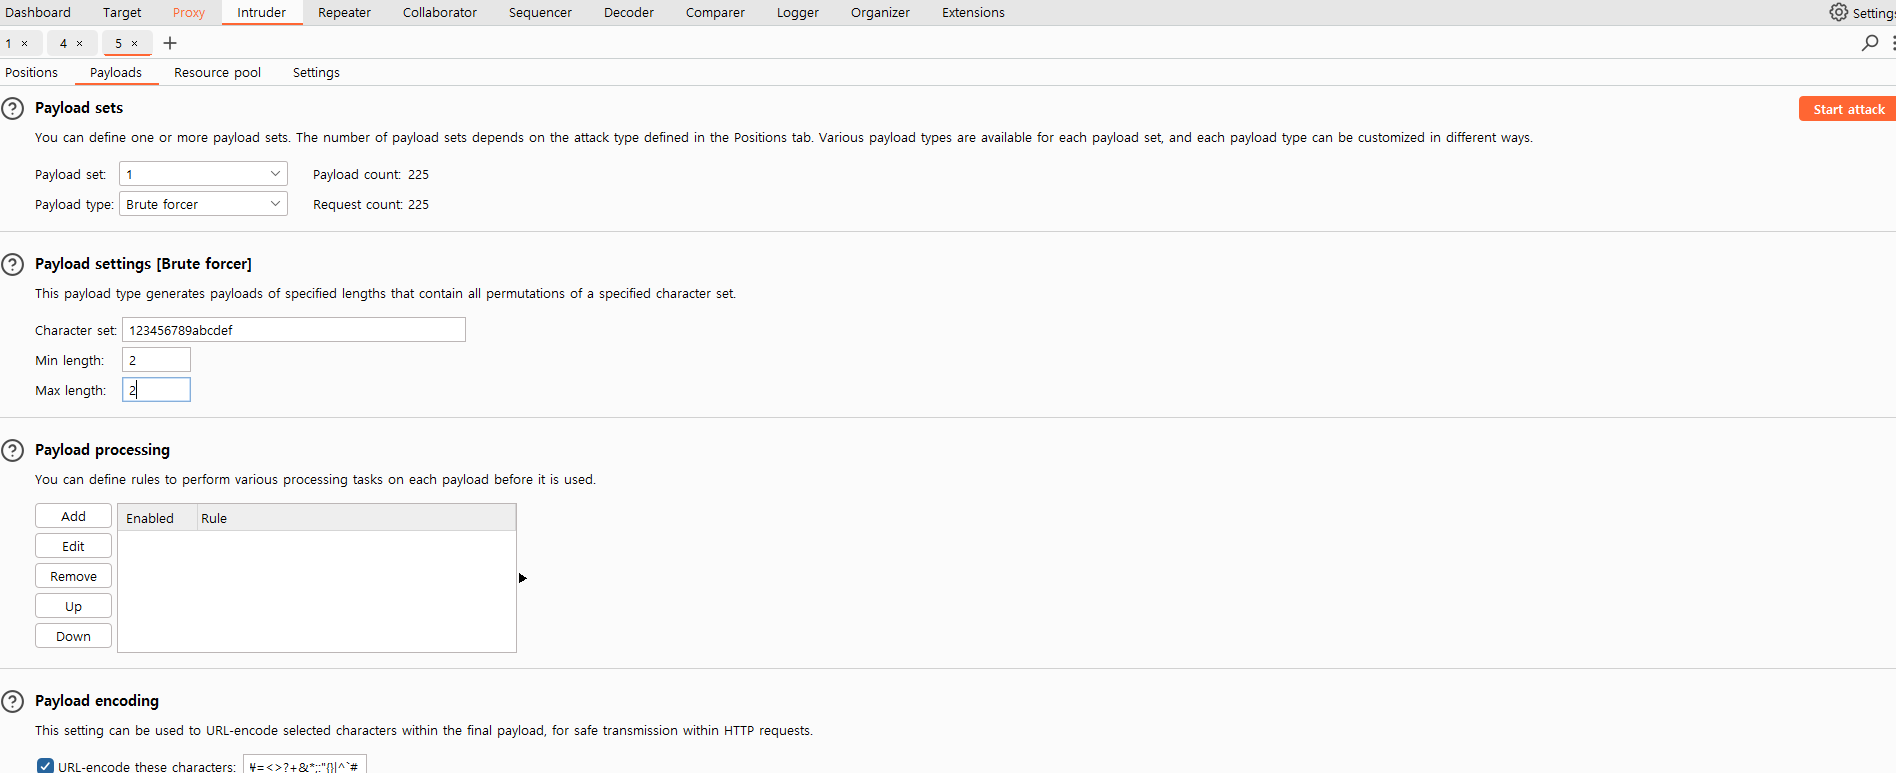 Dashboard Target Proxy Intruder Repeater Collaborator Sequencer Decoder Comparer Logger Organizer Extensions Settings
1 × 4 × 5 × +
Positions Payloads Resource pool Settings
? Payload sets
Start attack
You can define one or more payload sets. The number of payload sets depends on the attack type defined in the Positions tab. Various payload types are available for each payload set, and each payload type can be customized in different ways.
Payload set: 1 Payload count: 225
Payload type: Brute forcer Request count: 225
? Payload settings [Brute forcer]
This payload type generates payloads of specified lengths that contain all permutations of a specified character set.
Character set: 123456789abcdef
Min length: 2
Max length: 2
? Payload processing
You can define rules to perform various processing tasks on each payload before it is used.
Add Enabled Rule
Edit
Remove
Up
Down
? Payload encoding
This setting can be used to URL-encode selected characters within the final payload, for safe transmission within HTTP requests.
URL-encode these characters: ₩=<>?+&*;:"{}|^`#